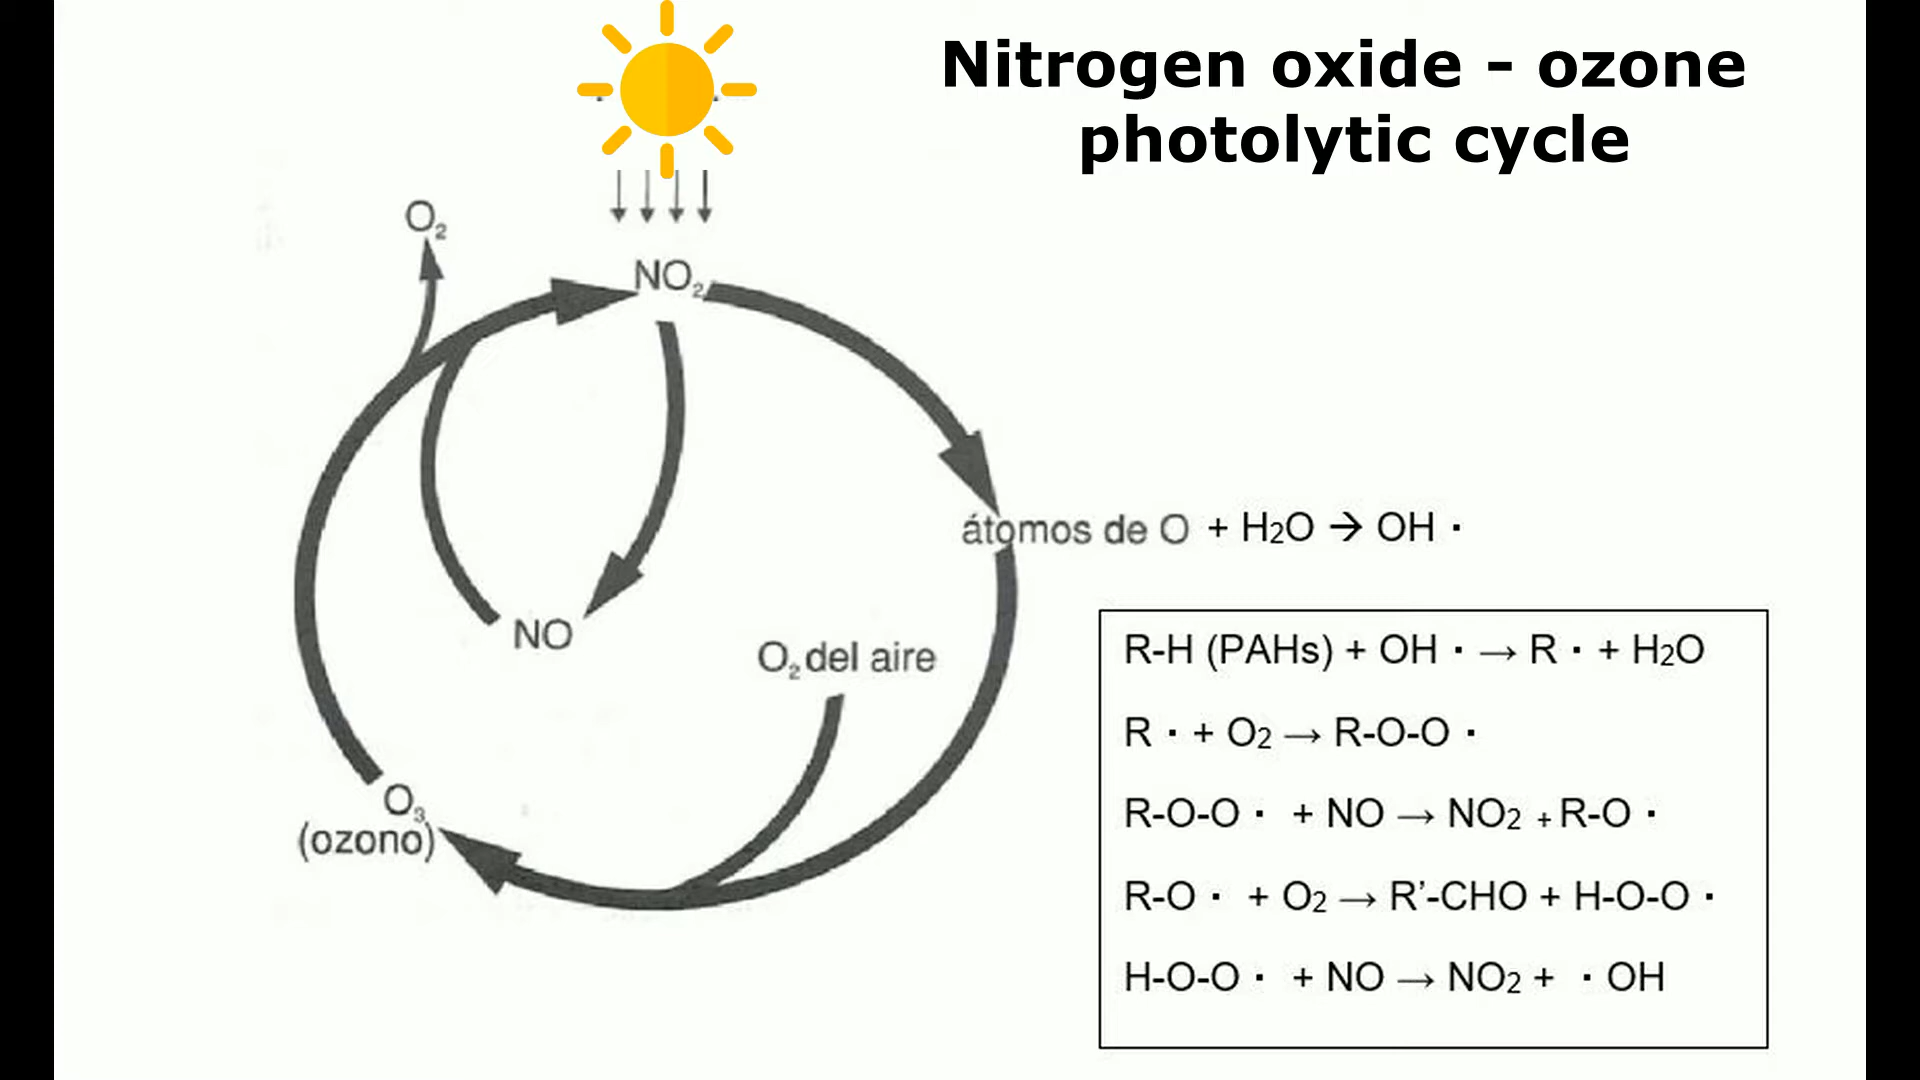 Nitrogen oxide - ozone
photolytic cycle
O₂
NO₂
átomos de O + H2O → OH ·
NO
O₂ del aire
O₃
(ozono)
R-H (PAHs) + OH · → R · + H2O
R · + O2 → R-O-O ·
R-O-O · + NO → NO2 + R-O ·
R-O · + O2 → R’-CHO + H-O-O ·
H-O-O · + NO → NO2 + · OH